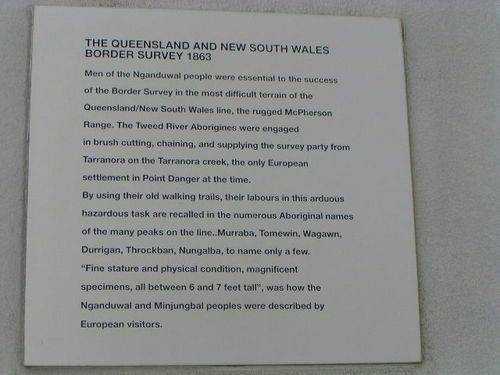 THE QUEENSLAND AND NEW SOUTH WALES
BORDER SURVEY 1863
Men of the Nganduwal people were essential to the success
of the Border Survey in the most difficult terrain of the
Queensland/New South Wales line, the rugged McPherson
Range. The Tweed River Aborigines were engaged
in brush cutting, chaining, and supplying the survey party from
Tarranora on the Tarranora creek, the only European
settlement in Point Danger at the time.
By using their old walking trails, their labours in this arduous
hazardous task are recalled in the numerous Aboriginal names
of the many peaks on the line..Murraba, Tomewin, Wagawn,
Durrigan, Throckban, Nungalba, to name only a few.
"Fine stature and physical condition, magnificent
specimens, all between 6 and 7 feet tall", was how the
Nganduwal and Minjungbal peoples were described by
European visitors.